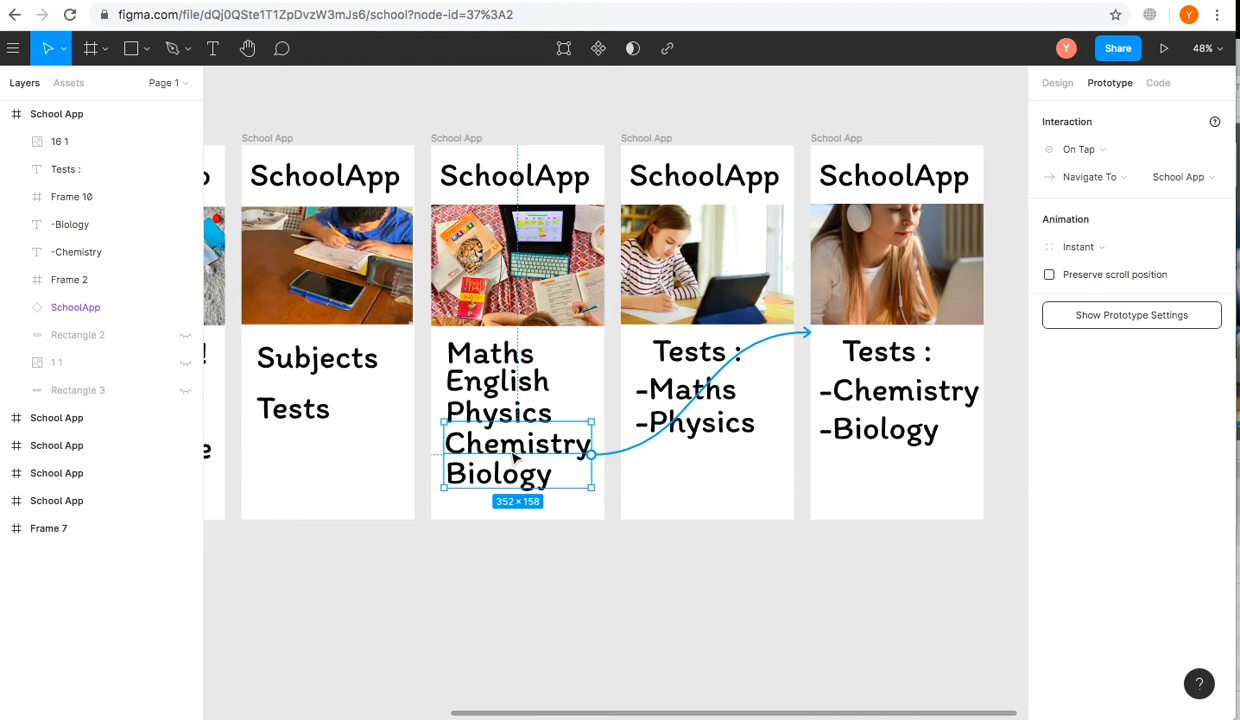 figma.com/file/dQj0QSte1T1ZpDvzW3mJs6/school?node-id=37%3A2
Y
Y
Share
48%
Layers
Assets
Page 1
School App
16 1
Tests :
Frame 10
-Biology
-Chemistry
Frame 2
SchoolApp
Rectangle 2
1 1
Rectangle 3
School App
School App
School App
School App
Frame 7
School App
SchoolApp
Subjects
Tests
School App
SchoolApp
Maths
English
Physics
Chemistry
Biology
352 × 158
School App
SchoolApp
Tests :
-Maths
-Physics
School App
SchoolApp
Tests :
-Chemistry
-Biology
Design
Prototype
Code
Interaction
?
On Tap
Navigate To
School App
Animation
Instant
Preserve scroll position
Show Prototype Settings
?